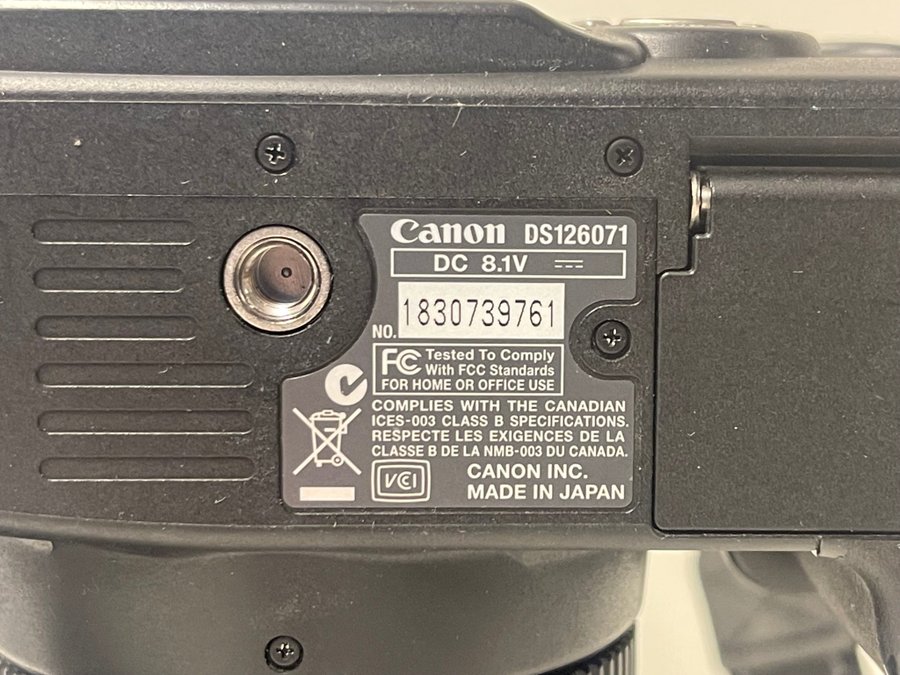 Canon DS126071
DC 8.1V
NO. 1830739761
FC Tested To Comply
With FCC Standards
FOR HOME OR OFFICE USE
COMPLIES WITH THE CANADIAN
ICES-003 CLASS B SPECIFICATIONS.
RESPECTE LES EXIGENCES DE LA
CLASSE B DE LA NMB-003 DU CANADA.
VCI
CANON INC.
MADE IN JAPAN